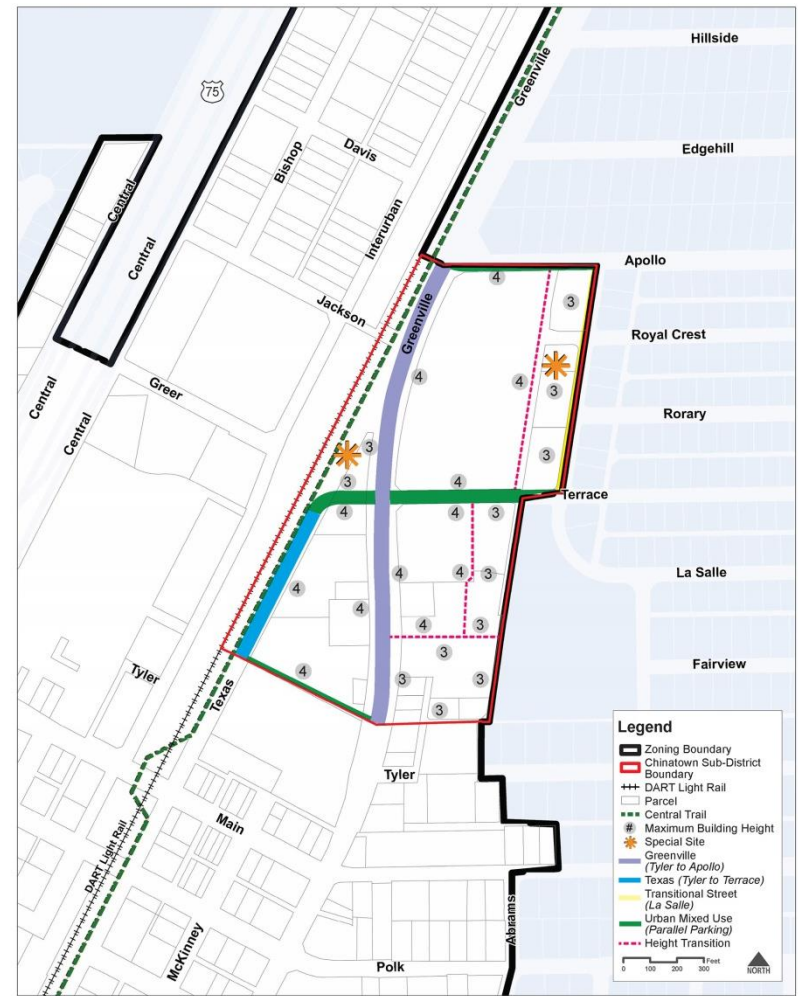 Hillside
75
Greenville
Davis
Bishop
Edgehill
Central
Interurban
Central
Apollo
4
3
Jackson
Greenville
Royal Crest
4
4
3
Greer
Central
Rorary
Central
3
3
3
4
Terrace
4
4
3
La Salle
4
4
3
4
4
4
3
Fairview
Tyler
4
3
Texas
3
3
3
Tyler
Main
DART Light Rail
McKinney
Abrams
Polk
Legend
Zoning Boundary
Chinatown Sub-District
Boundary
DART Light Rail
Parcel
Central Trail
# Maximum Building Height
Special Site
Greenville
(Tyler to Apollo)
Texas (Tyler to Terrace)
Transitional Street
(La Salle)
Urban Mixed Use
(Parallel Parking)
Height Transition
Feet
0 100 200 300
NORTH